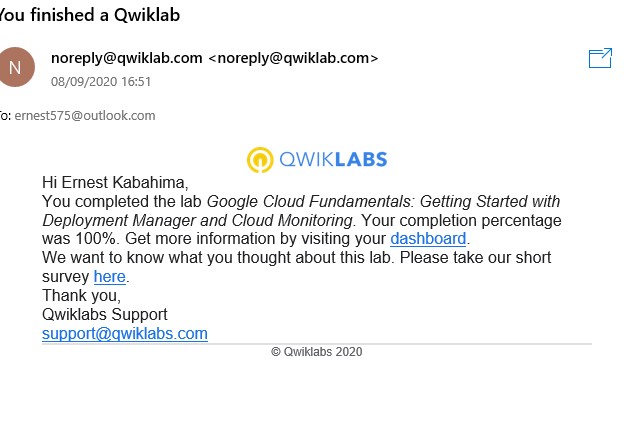 You finished a Qwiklab
N
noreply@qwiklab.com <noreply@qwiklab.com>
08/09/2020 16:51
To: ernest575@outlook.com
QWIKLABS
Hi Ernest Kabahima,
You completed the lab Google Cloud Fundamentals: Getting Started with
Deployment Manager and Cloud Monitoring. Your completion percentage
was 100%. Get more information by visiting your dashboard.
We want to know what you thought about this lab. Please take our short
survey here.
Thank you,
Qwiklabs Support
support@qwiklabs.com
© Qwiklabs 2020